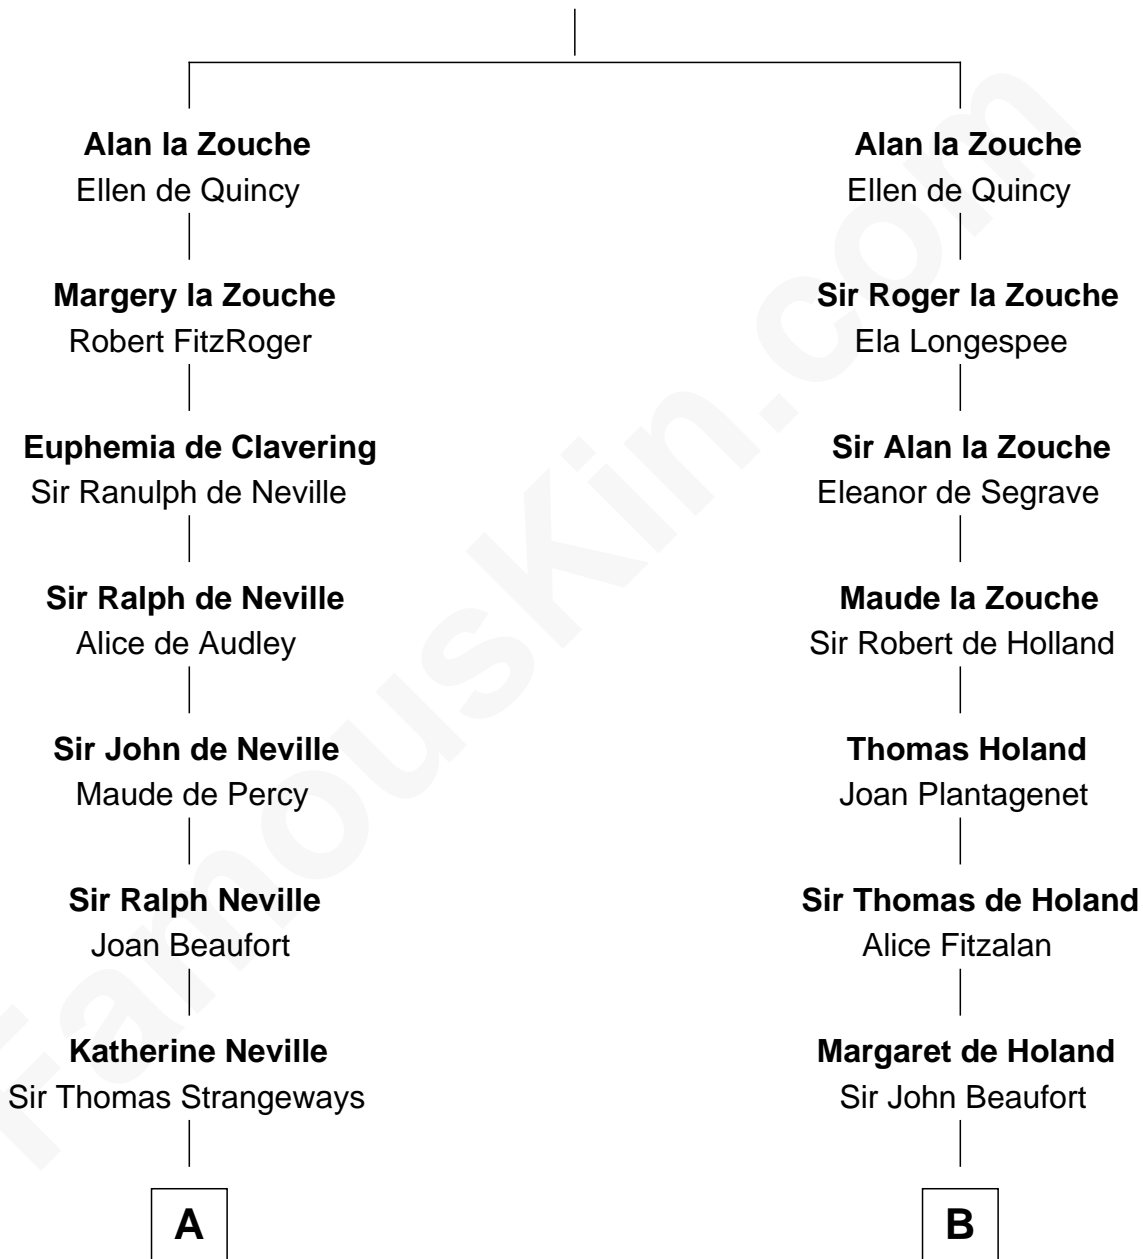 Alan la Zouche
Ellen de Quincy
Margery la Zouche
Robert FitzRoger
Euphemia de Clavering
Sir Ranulph de Neville
Sir Ralph de Neville
Alice de Audley
Sir John de Neville
Maude de Percy
Sir Ralph Neville
Joan Beaufort
Katherine Neville
Sir Thomas Strangeways
A
Alan la Zouche
Ellen de Quincy
Sir Roger la Zouche
Ela Longespee
Sir Alan la Zouche
Eleanor de Segrave
Maude la Zouche
Sir Robert de Holland
Thomas Holand
Joan Plantagenet
Sir Thomas de Holand
Alice Fitzalan
Margaret de Holand
Sir John Beaufort
B
FamousKin.com